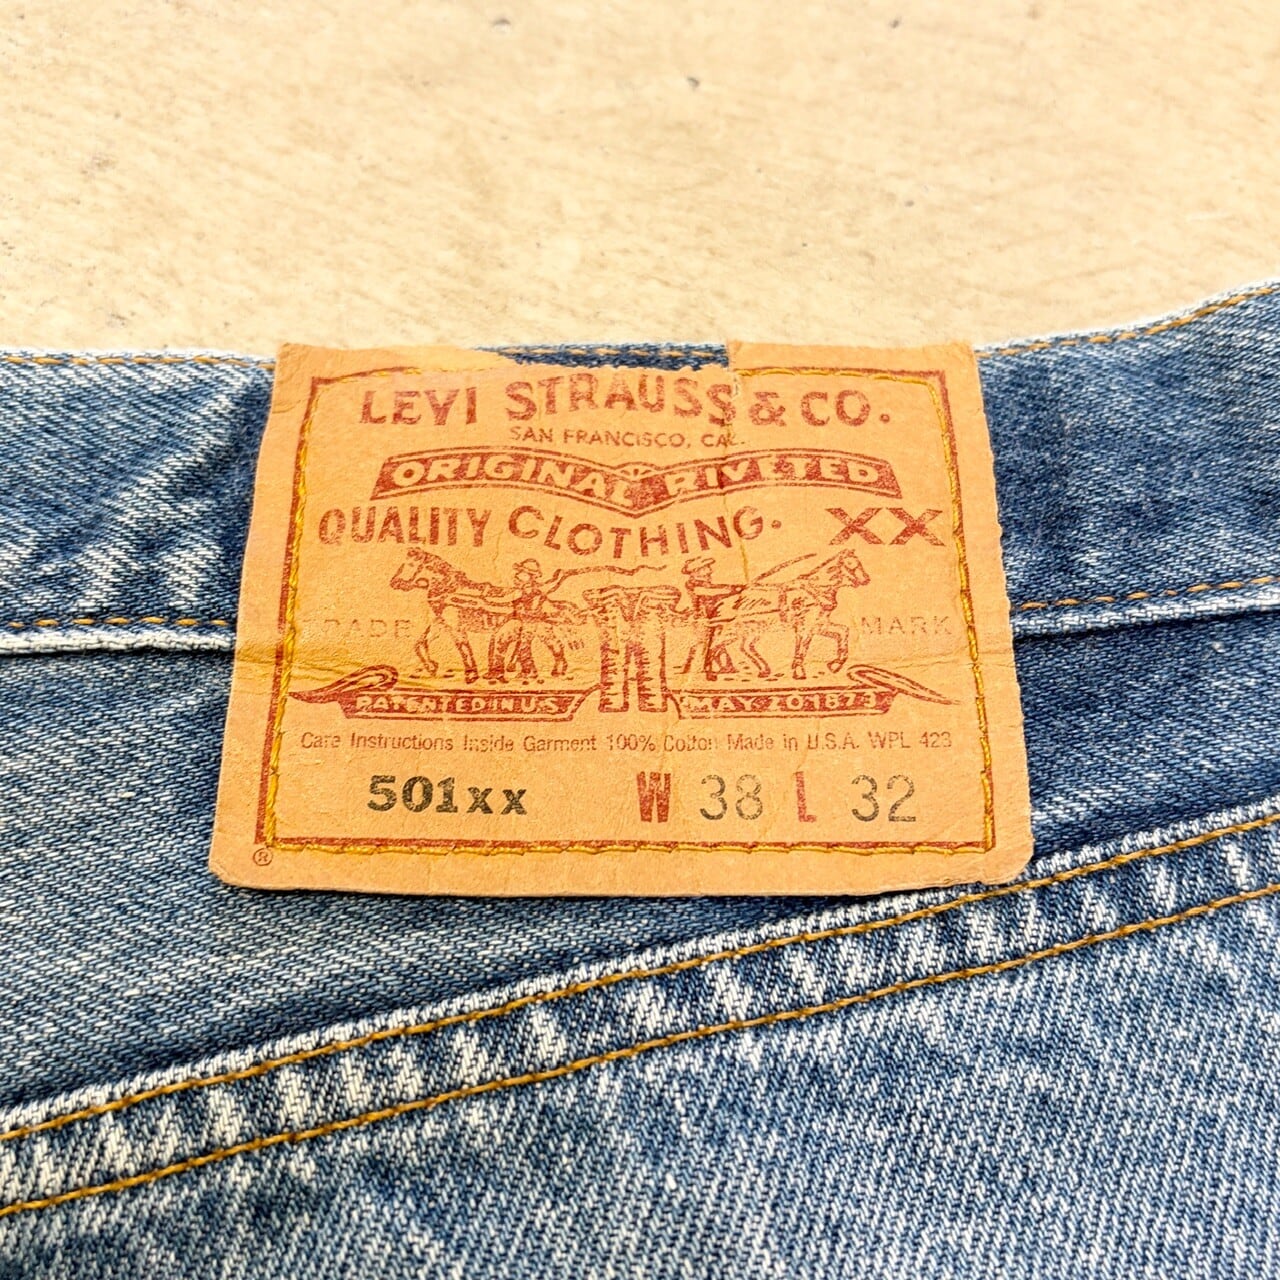 LEVI STRAUSS & CO.
SAN FRANCISCO, CAL.
ORIGINAL RIVETED
QUALITY CLOTHING. XX
TRADE MARK
PATENTED IN U.S. MAY 20 1873
Care Instructions Inside Garment 100% Cotton Made in U.S.A. WPL 423
501xx W 38 L 32
®